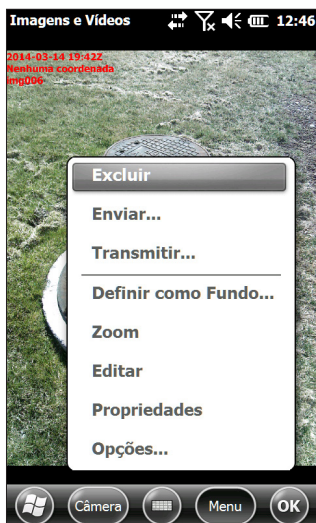 Imagens e Vídeos 12:46
2014-03-14 19:42Z
Nenhuma coordenada
img006
Excluir
Enviar...
Transmitir...
Definir como Fundo...
Zoom
Editar
Propriedades
Opções...
Câmera Menu OK